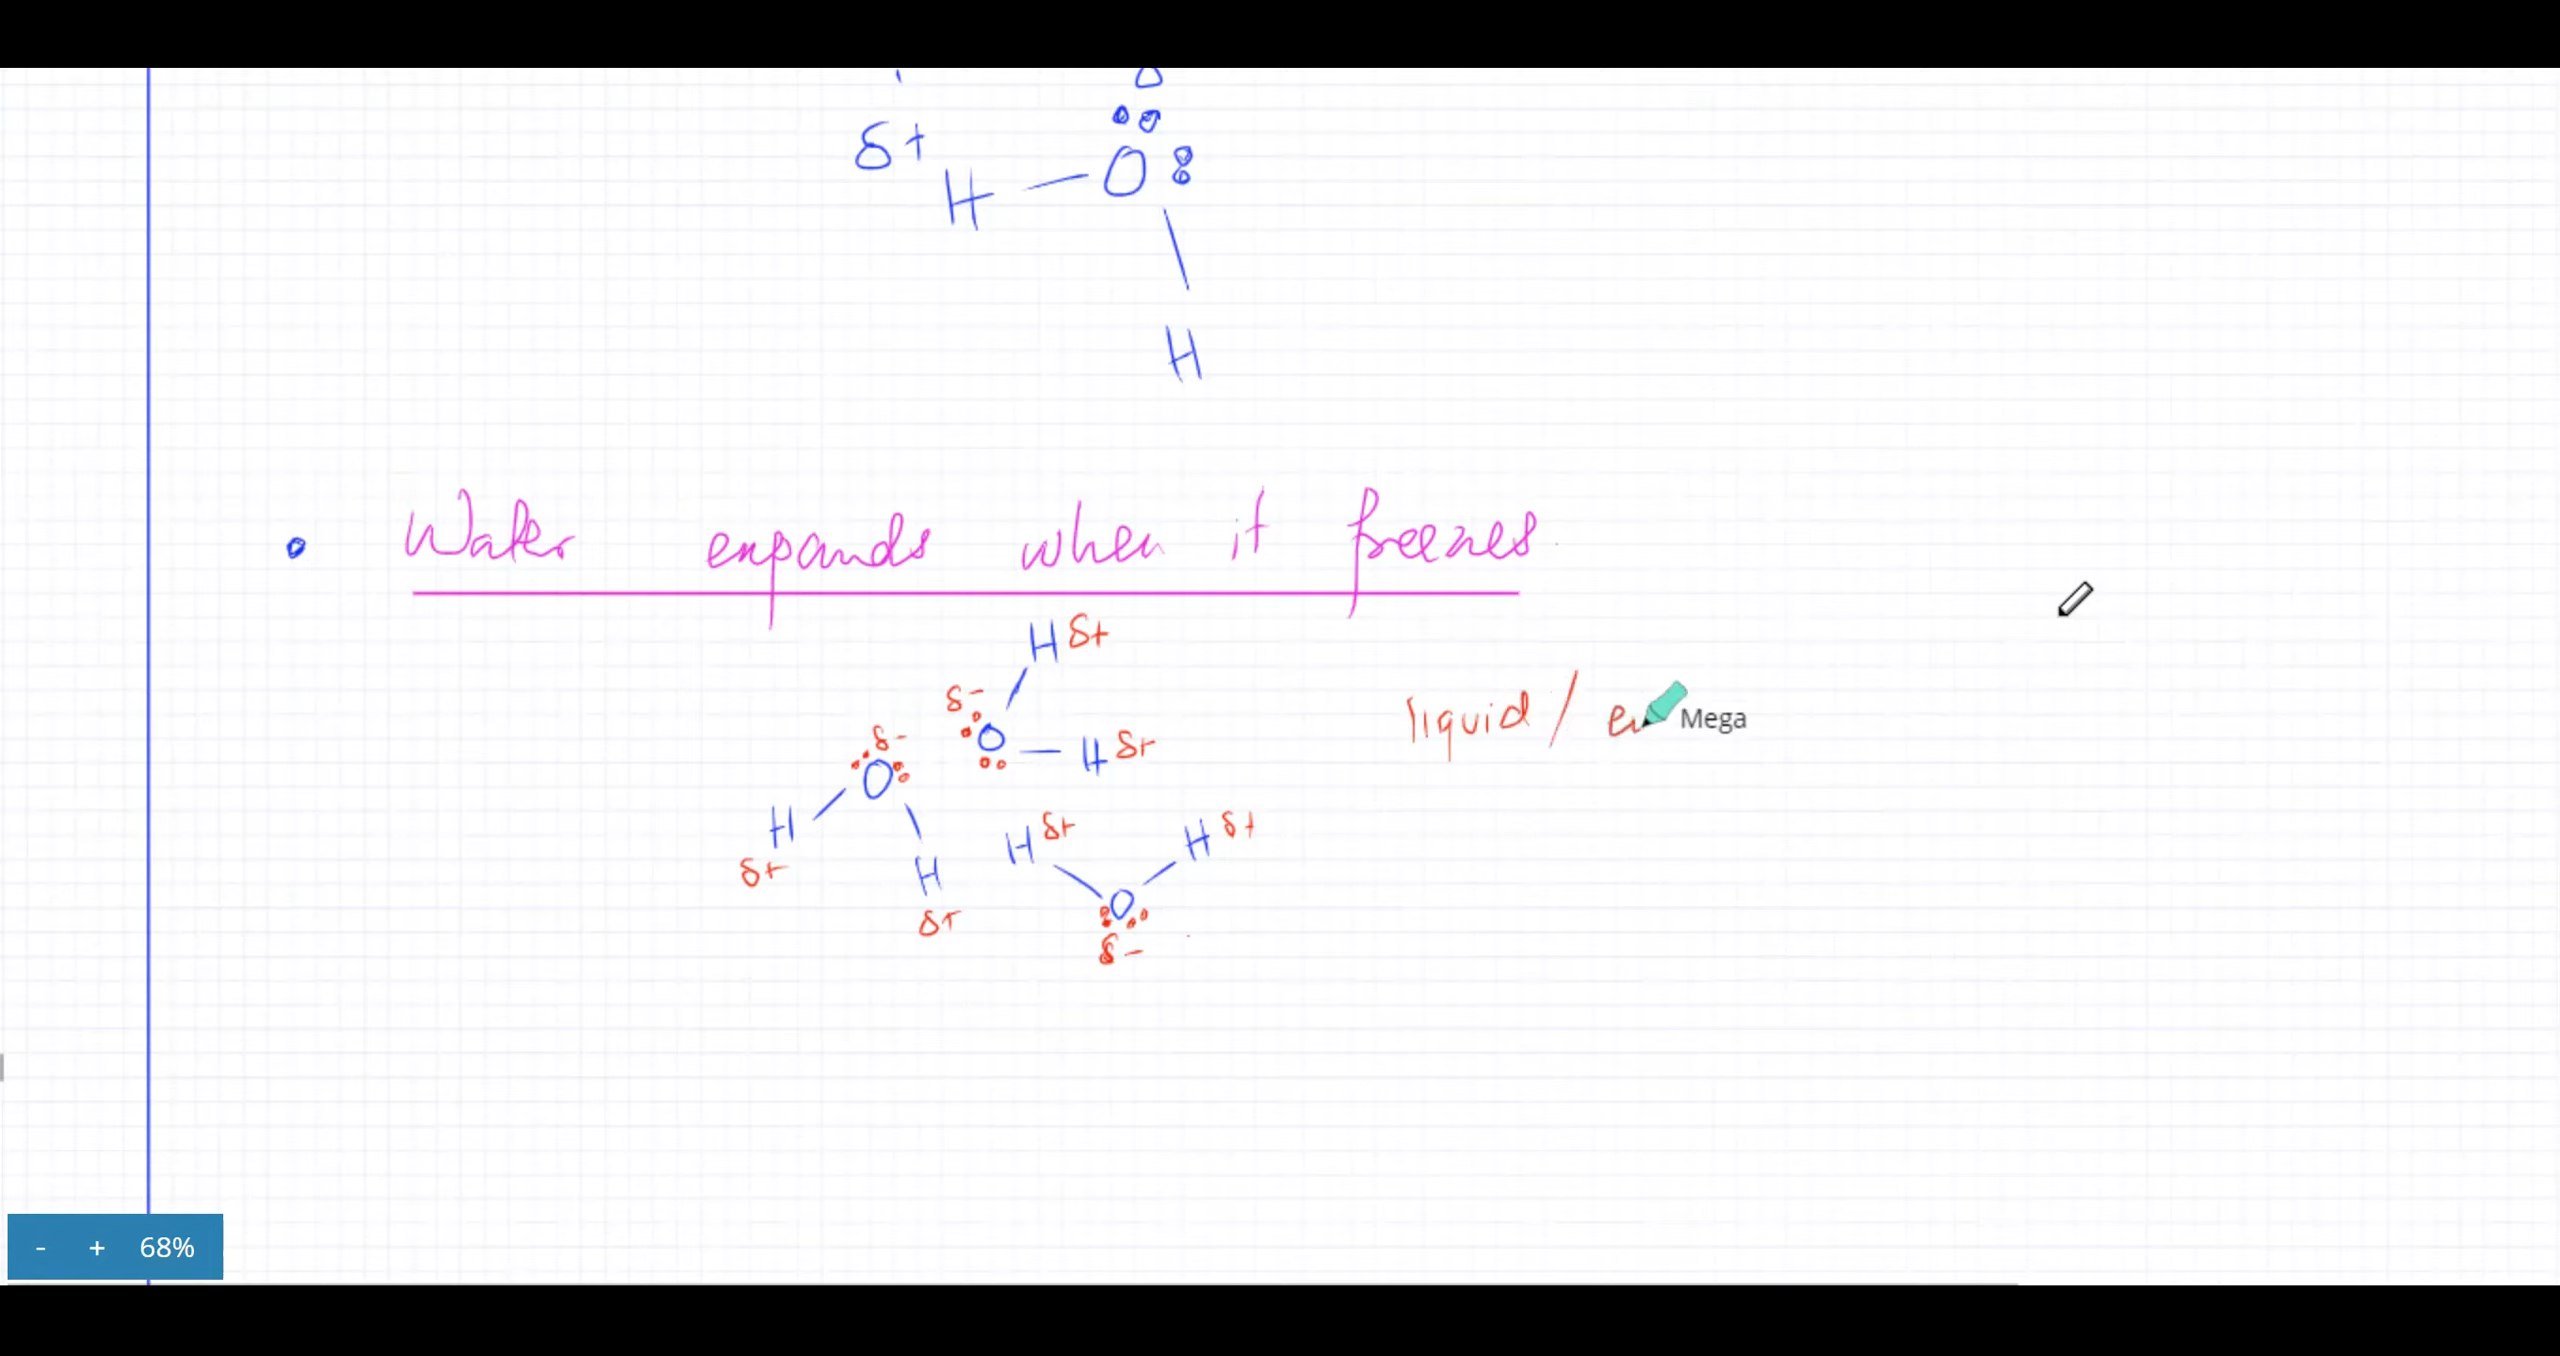 δ+
H — O
H
• Water expands when it freezes
H δ+
δ-
O — H δ+
δ-
O
H
δ+
H
δ+
H δ+
H δ+
O
δ-
liquid /
Mega
- + 68%